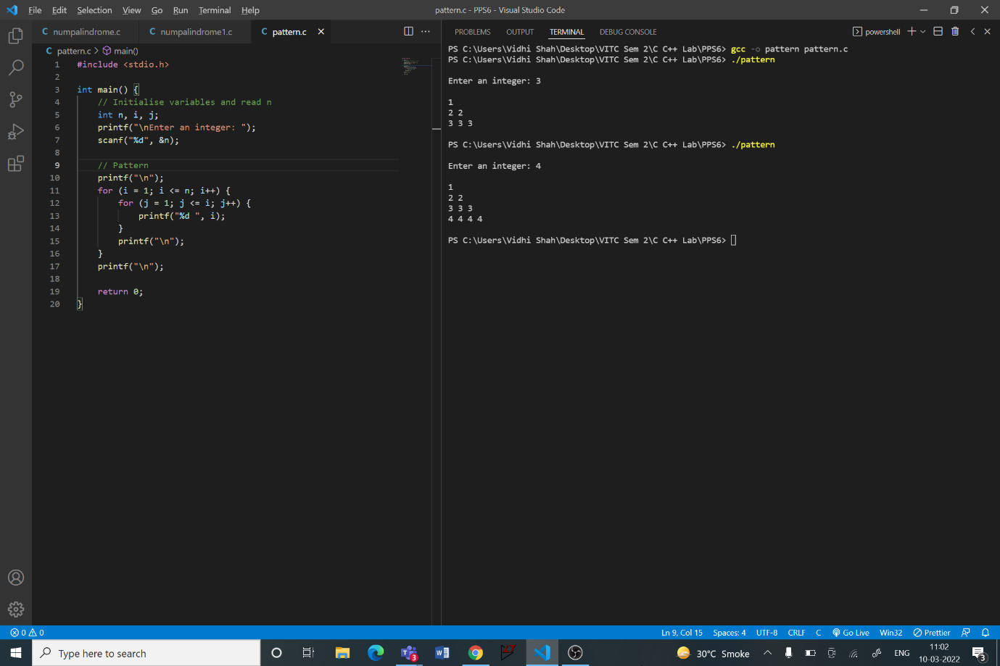 File Edit Selection View Go Run Terminal Help
pattern.c - PPS6 - Visual Studio Code
C numpalindrome.c
C numpalindrome1.c
C pattern.c
C pattern.c > main()
1 #include <stdio.h>
2
3 int main() {
4     // Initialise variables and read n
5     int n, i, j;
6     printf("\nEnter an integer: ");
7     scanf("%d", &n);
8
9     // Pattern
10     printf("\n");
11     for (i = 1; i <= n; i++) {
12         for (j = 1; j <= i; j++) {
13             printf("%d ", i);
14         }
15         printf("\n");
16     }
17     printf("\n");
18
19     return 0;
20 }
PROBLEMS OUTPUT TERMINAL DEBUG CONSOLE
powershell
PS C:\Users\Vidhi Shah\Desktop\VITC Sem 2\C C++ Lab\PPS6> gcc -o pattern pattern.c
PS C:\Users\Vidhi Shah\Desktop\VITC Sem 2\C C++ Lab\PPS6> ./pattern
Enter an integer: 3
1
2 2
3 3 3
PS C:\Users\Vidhi Shah\Desktop\VITC Sem 2\C C++ Lab\PPS6> ./pattern
Enter an integer: 4
1
2 2
3 3 3
4 4 4 4
PS C:\Users\Vidhi Shah\Desktop\VITC Sem 2\C C++ Lab\PPS6>
0 0
Ln 9, Col 15 Spaces: 4 UTF-8 CRLF C Go Live Win32 Prettier
Type here to search
3
30°C Smoke
ENG
11:02
10-03-2022
3